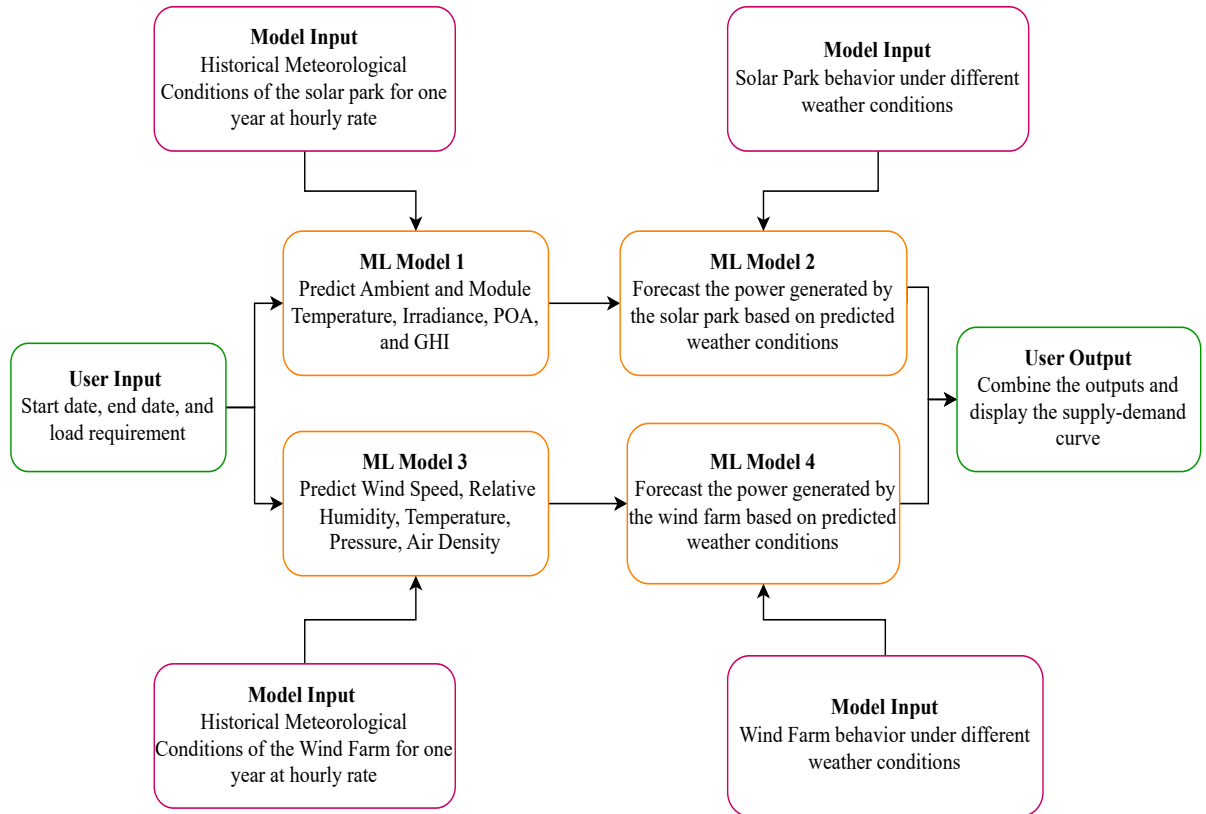 Model Input
Historical Meteorological
Conditions of the solar park for one
year at hourly rate
Model Input
Solar Park behavior under different
weather conditions
ML Model 1
Predict Ambient and Module
Temperature, Irradiance, POA,
and GHI
ML Model 2
Forecast the power generated by
the solar park based on predicted
weather conditions
User Input
Start date, end date, and
load requirement
User Output
Combine the outputs and
display the supply-demand
curve
ML Model 3
Predict Wind Speed, Relative
Humidity, Temperature,
Pressure, Air Density
ML Model 4
Forecast the power generated by
the wind farm based on predicted
weather conditions
Model Input
Historical Meteorological
Conditions of the Wind Farm for one
year at hourly rate
Model Input
Wind Farm behavior under different
weather conditions